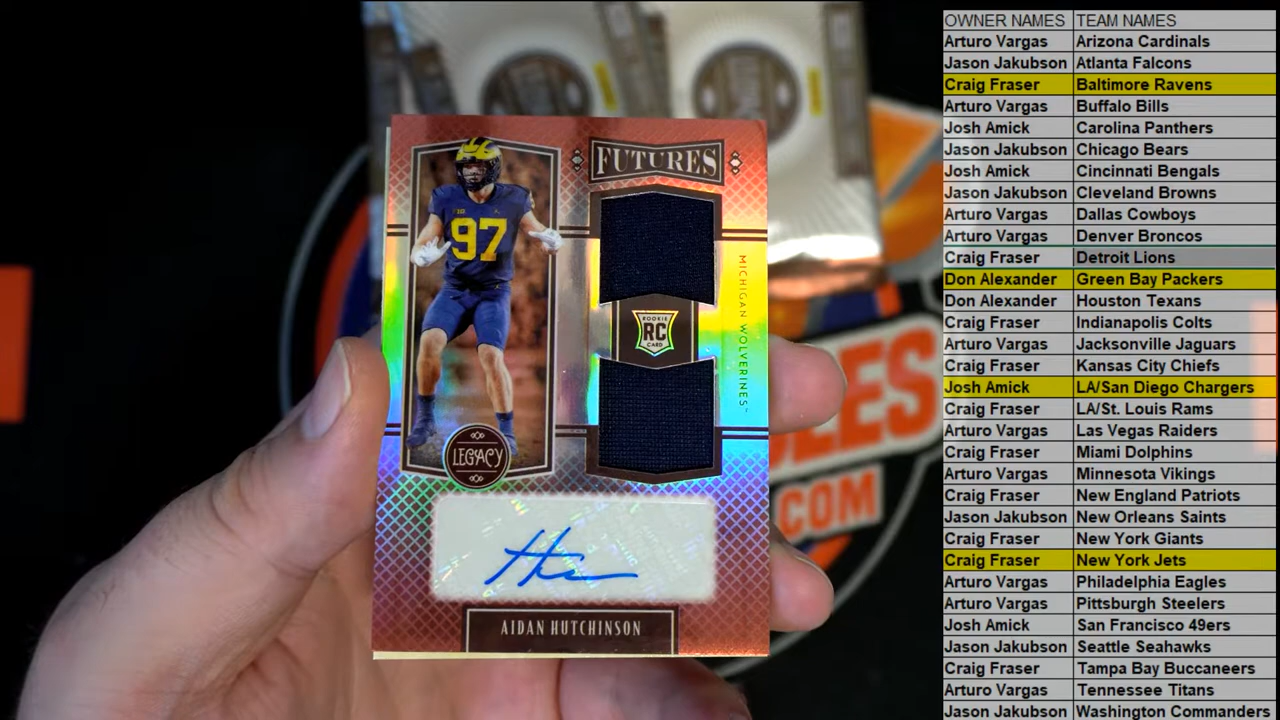 FUTURES
97
MICHIGAN WOLVERINES
ROOKIE
RC
CARD
LEGACY
AIDAN HUTCHINSON
LES
.COM
OWNER NAMES TEAM NAMES
Arturo Vargas Arizona Cardinals
Jason Jakubson Atlanta Falcons
Craig Fraser Baltimore Ravens
Arturo Vargas Buffalo Bills
Josh Amick Carolina Panthers
Jason Jakubson Chicago Bears
Josh Amick Cincinnati Bengals
Jason Jakubson Cleveland Browns
Arturo Vargas Dallas Cowboys
Arturo Vargas Denver Broncos
Craig Fraser Detroit Lions
Don Alexander Green Bay Packers
Don Alexander Houston Texans
Craig Fraser Indianapolis Colts
Arturo Vargas Jacksonville Jaguars
Craig Fraser Kansas City Chiefs
Josh Amick LA/San Diego Chargers
Craig Fraser LA/St. Louis Rams
Arturo Vargas Las Vegas Raiders
Craig Fraser Miami Dolphins
Arturo Vargas Minnesota Vikings
Craig Fraser New England Patriots
Jason Jakubson New Orleans Saints
Craig Fraser New York Giants
Craig Fraser New York Jets
Arturo Vargas Philadelphia Eagles
Arturo Vargas Pittsburgh Steelers
Josh Amick San Francisco 49ers
Jason Jakubson Seattle Seahawks
Craig Fraser Tampa Bay Buccaneers
Arturo Vargas Tennessee Titans
Jason Jakubson Washington Commanders